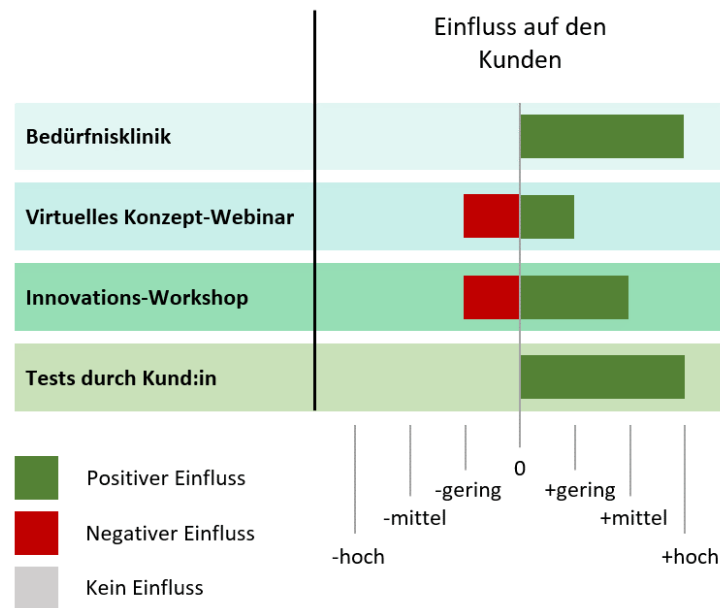 Einfluss auf den
Kunden
Bedürfnisklinik
Virtuelles Konzept-Webinar
Innovations-Workshop
Tests durch Kund:in
0
-gering
+gering
-mittel
+mittel
-hoch
+hoch
Positiver Einfluss
Negativer Einfluss
Kein Einfluss